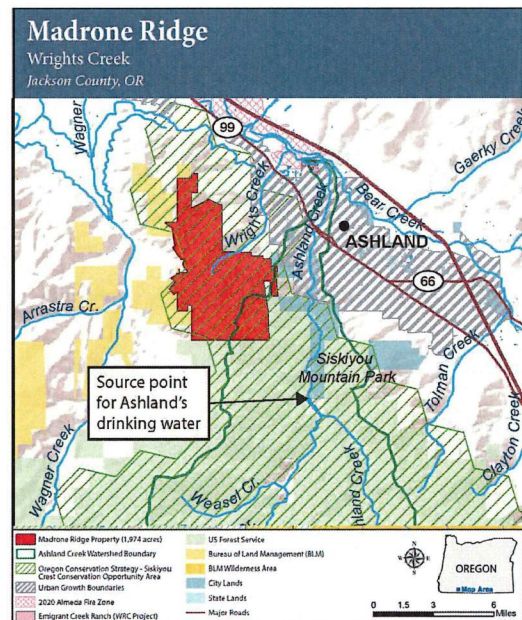 Madrone Ridge
Wrights Creek
Jackson County, OR
Wagner
99
Gaerky Creek
Wrights Creek
Ashland Creek
Bear Creek
ASHLAND
66
Arrastra Cr.
Siskiyou
Mountain Park
Tolman Creek
Source point
for Ashland's
drinking water
Wagner Creek
Weasel Cr.
hland Creek
Clayton Creek
Madrone Ridge Property (1,974 acres)
Ashland Creek Watershed Boundary
Oregon Conservation Strategy - Siskiyou
Crest Conservation Opportunity Area
Urban Growth Boundaries
2020 Almeda Fire Zone
Emigrant Creek Ranch (WRC Project)
US Forest Service
Bureau of Land Management (BLM)
BLM Wilderness Area
City Lands
State Lands
Major Roads
N
W
E
S
OREGON
Map Area
0 1.5 3 6
Miles